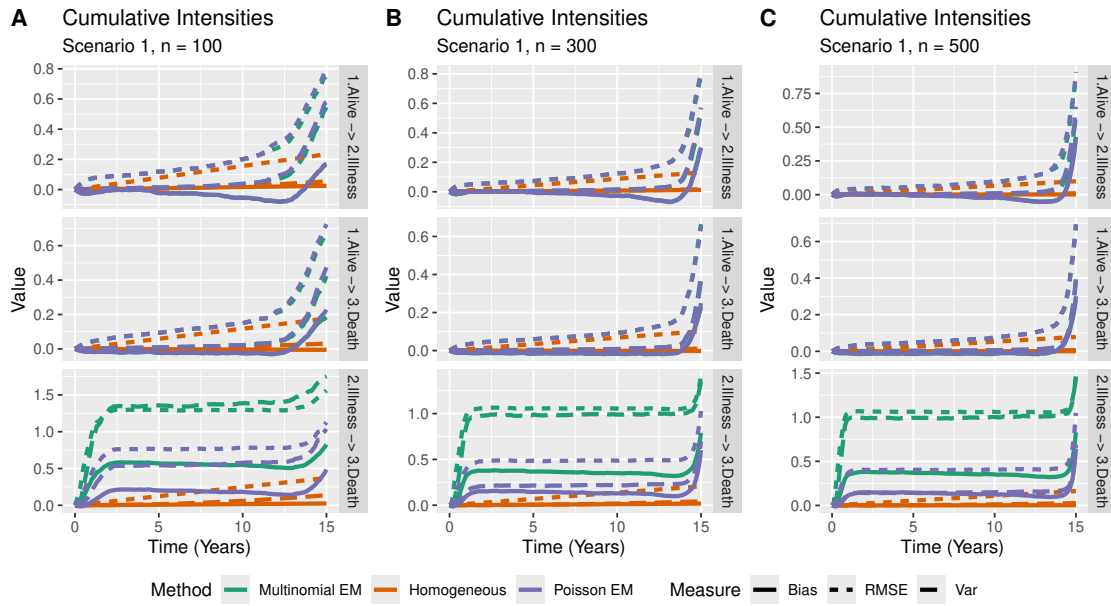 A
Cumulative Intensities
Scenario 1, n = 100
B
Cumulative Intensities
Scenario 1, n = 300
C
Cumulative Intensities
Scenario 1, n = 500
Value
0.8
0.6
0.4
0.2
0.0
1.Alive −> 2.Illness
0.6
0.4
0.2
0.0
1.Alive −> 3.Death
1.5
1.0
0.5
0.0
2.Illness −> 3.Death
0
5
10
15
Time (Years)
Value
0.8
0.6
0.4
0.2
0.0
1.Alive −> 2.Illness
0.6
0.4
0.2
0.0
1.Alive −> 3.Death
1.0
0.5
0.0
2.Illness −> 3.Death
0
5
10
15
Time (Years)
Value
0.75
0.50
0.25
0.00
1.Alive −> 2.Illness
0.6
0.4
0.2
0.0
1.Alive −> 3.Death
1.5
1.0
0.5
0.0
2.Illness −> 3.Death
0
5
10
15
Time (Years)
Method Multinomial EM Homogeneous Poisson EM Measure Bias RMSE Var